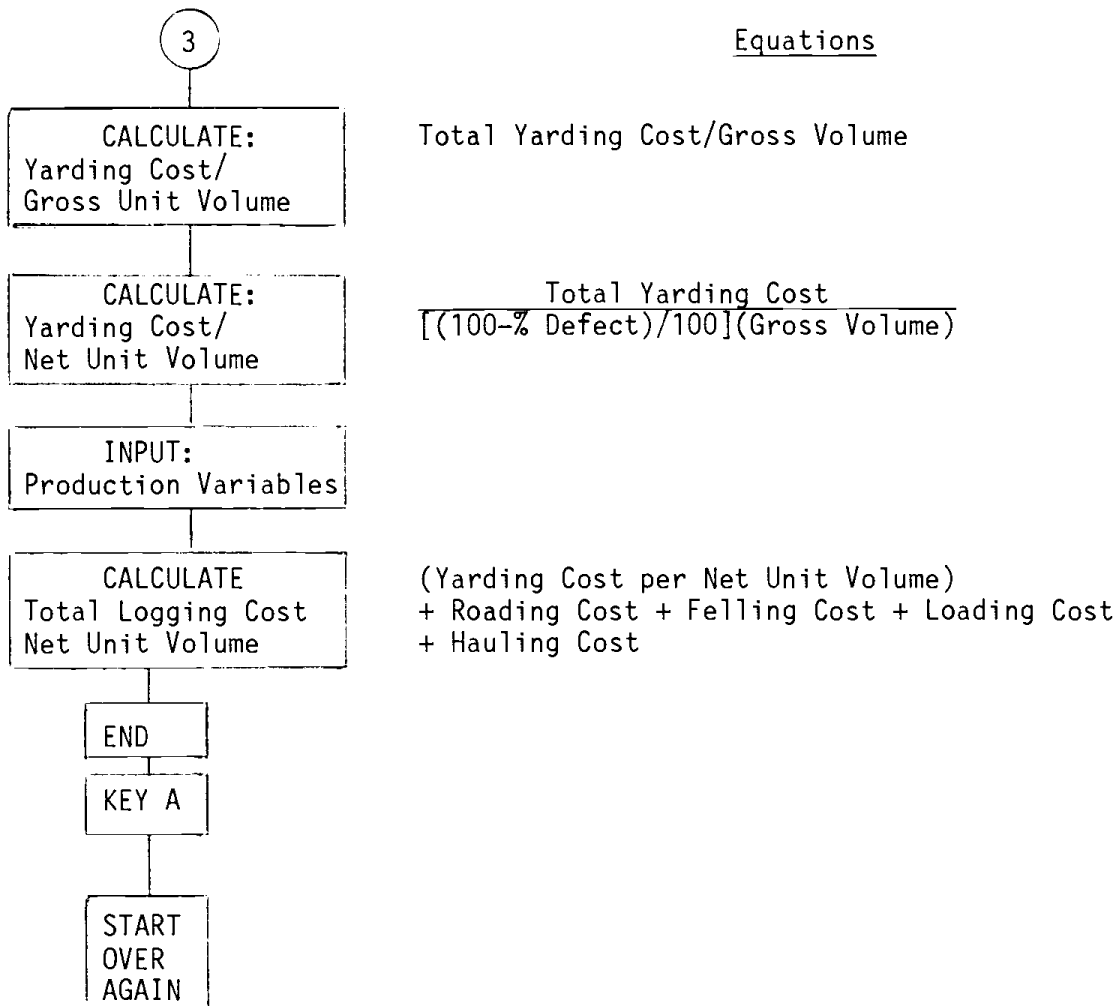 3
Equations
CALCULATE:
Yarding Cost/
Gross Unit Volume
Total Yarding Cost/Gross Volume
CALCULATE:
Yarding Cost/
Net Unit Volume
Total Yarding Cost
[(100-% Defect)/100](Gross Volume)
INPUT:
Production Variables
CALCULATE
Total Logging Cost
Net Unit Volume
(Yarding Cost per Net Unit Volume)
+ Roading Cost + Felling Cost + Loading Cost
+ Hauling Cost
END
KEY A
START
OVER
AGAIN